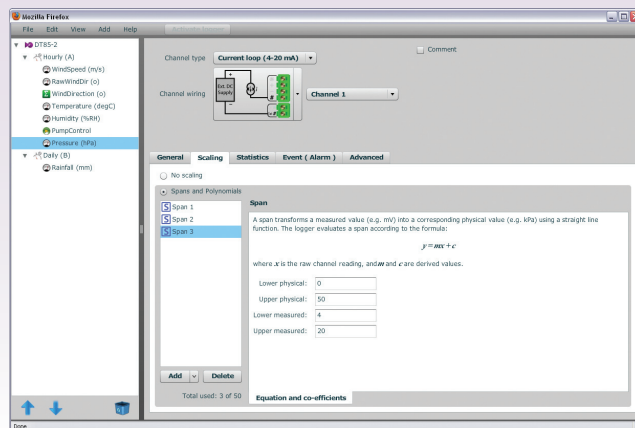 Mozilla Firefox
File Edit View Add Help
DT85-2
Hourly (A)
WindSpeed (m/s)
RawWindDir (o)
WindDirection (o)
Temperature (degC)
Humidity (%RH)
PumpControl
Pressure (hPa)
Daily (B)
Rainfall (mm)
Channel type Current loop (4-20 mA)
Comment
Channel wiring Ext. DC Supply Channel 1
General Scaling Statistics Event ( Alarm ) Advanced
No scaling
Spans and Polynomials
Span 1
Span 2
Span 3
Add Delete
Total used: 3 of 50
Span
A span transforms a measured value (e.g. mV) into a corresponding physical value (e.g. kPa) using a straight line
function. The logger evaluates a span according to the formula:
y=mx+c
where x is the raw channel reading, and m and c are derived values.
Lower physical: 0
Upper physical: 50
Lower measured: 4
Upper measured: 20
Equation and co-efficients
Done